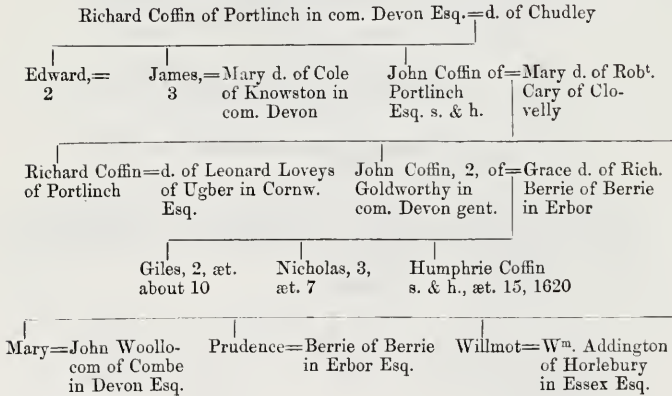 Richard Coffin of Portlinch in com. Devon Esq.=d. of Chudley
Edward,=
2
James,=Mary d. of Cole
3 of Knowston in
com. Devon
John Coffin of=Mary d. of Robᵗ.
Portlinch Cary of Clo-
Esq. s. & h. velly
Richard Coffin=d. of Leonard Loveys
of Portlinch of Ugber in Cornw.
Esq.
John Coffin, 2, of=Grace d. of Rich.
Goldworthy in Berrie of Berrie
com. Devon gent. in Erbor
Giles, 2, æt.
about 10
Nicholas, 3,
æt. 7
Humphrie Coffin
s. & h., æt. 15, 1620
Mary=John Woollo-
com of Combe
in Devon Esq.
Prudence=Berrie of Berrie
in Erbor Esq.
Willmot=Wᵐ. Addington
of Horlebury
in Essex Esq.